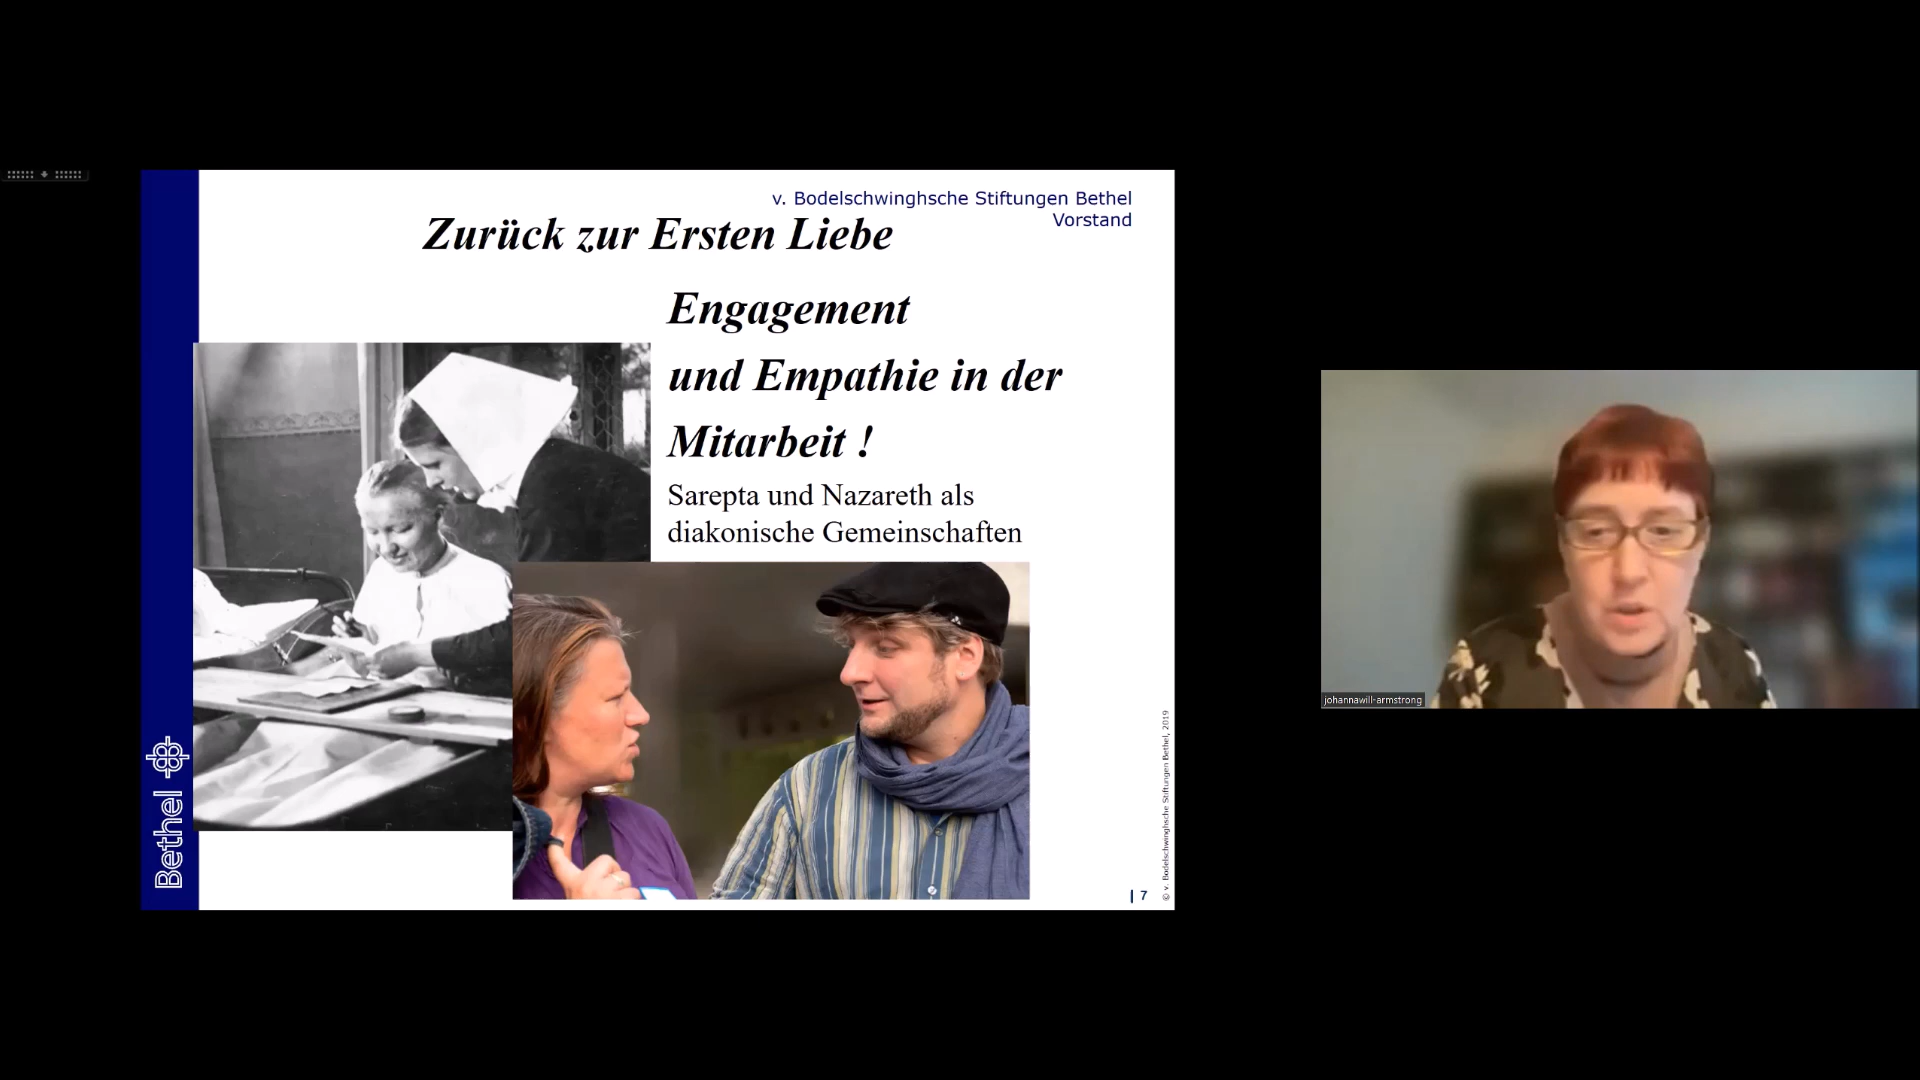 v. Bodelschwinghsche Stiftungen Bethel
Vorstand
Zurück zur Ersten Liebe
Engagement
und Empathie in der
Mitarbeit !
Sarepta und Nazareth als
diakonische Gemeinschaften
Bethel
© v. Bodelschwinghsche Stiftungen Bethel, 2019
| 7
johannawill-armstrong